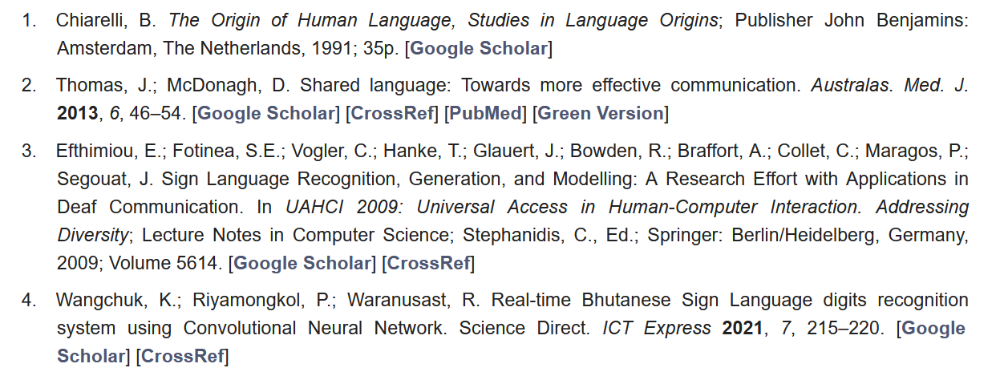 1. Chiarelli, B. The Origin of Human Language, Studies in Language Origins; Publisher John Benjamins:
Amsterdam, The Netherlands, 1991; 35p. [Google Scholar]
2. Thomas, J.; McDonagh, D. Shared language: Towards more effective communication. Australas. Med. J.
2013, 6, 46–54. [Google Scholar] [CrossRef] [PubMed] [Green Version]
3. Efthimiou, E.; Fotinea, S.E.; Vogler, C.; Hanke, T.; Glauert, J.; Bowden, R.; Braffort, A.; Collet, C.; Maragos, P.;
Segouat, J. Sign Language Recognition, Generation, and Modelling: A Research Effort with Applications in
Deaf Communication. In UAHCI 2009: Universal Access in Human-Computer Interaction. Addressing
Diversity; Lecture Notes in Computer Science; Stephanidis, C., Ed.; Springer: Berlin/Heidelberg, Germany,
2009; Volume 5614. [Google Scholar] [CrossRef]
4. Wangchuk, K.; Riyamongkol, P.; Waranusast, R. Real-time Bhutanese Sign Language digits recognition
system using Convolutional Neural Network. Science Direct. ICT Express 2021, 7, 215–220. [Google
Scholar] [CrossRef]